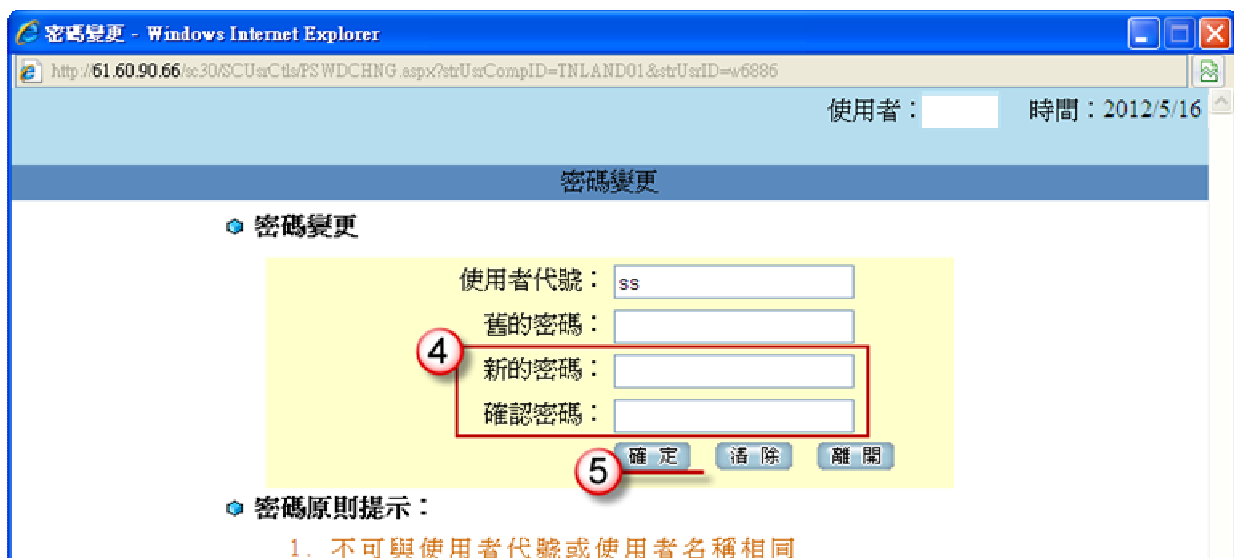 密碼變更 - Windows Internet Explorer
http://61.60.90.66/sc30/SCUsrCtls/PSWDCHNG.aspx?strUsrCompID=TNLAND01&strUsrID=w6886
使用者： 時間：2012/5/16
密碼變更
密碼變更
使用者代號： ss
舊的密碼：
④ 新的密碼：
確認密碼：
⑤ 確定 清除 離開
密碼原則提示：
1. 不可與使用者代號或使用者名稱相同